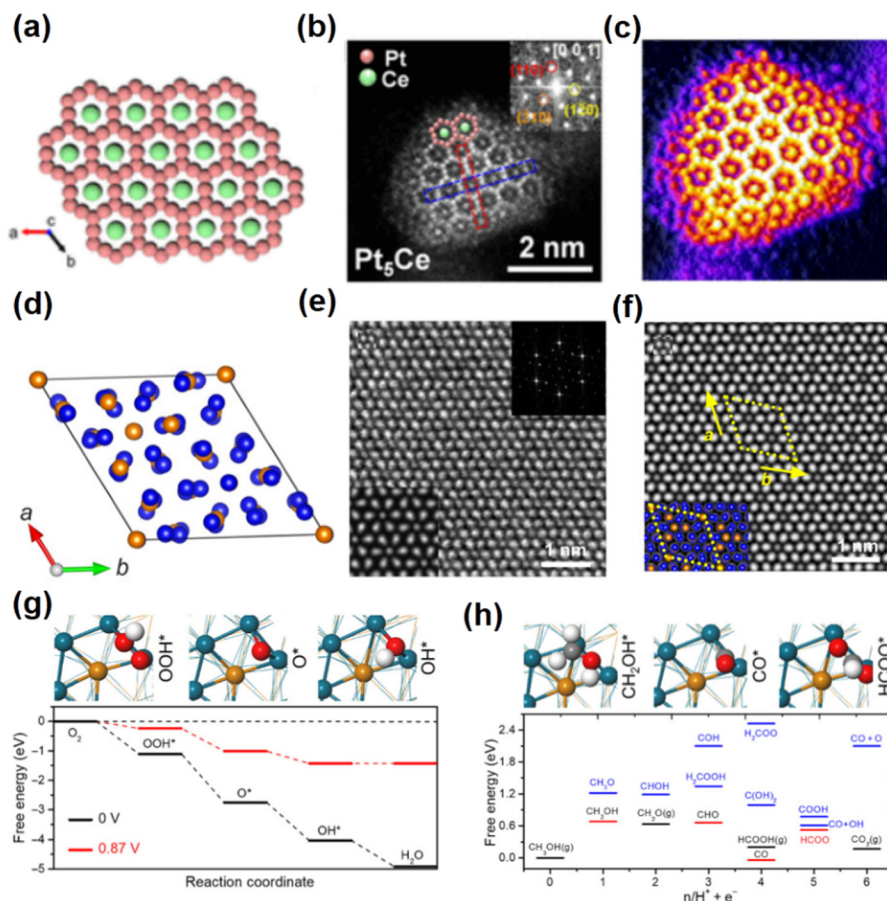 (a)
a
c
b
(b)
Pt
Ce
[0 0 1]
(110)
(120)
(210)
Pt₅Ce
2 nm
(c)
(d)
a
b
(e)
1 nm
(f)
a
b
1 nm
(g)
OOH*
O*
OH*
Free energy (eV)
0
-1
-2
-3
-4
-5
O₂
OOH*
O*
OH*
H₂O
0 V
0.87 V
Reaction coordinate
(h)
CH₂OH*
CO*
HCOO*
Free energy (eV)
2.4
1.8
1.2
0.6
0.0
CH₃OH(g)
CH₃O
CH₂OH
CHOH
CH₂O(g)
COH
H₂COOH
CHO
H₂COO
C(OH)₂
HCOOH(g)
CO
COOH
CO+OH
HCOO
CO + O
CO₂(g)
0 1 2 3 4 5 6
n/H⁺ + e⁻